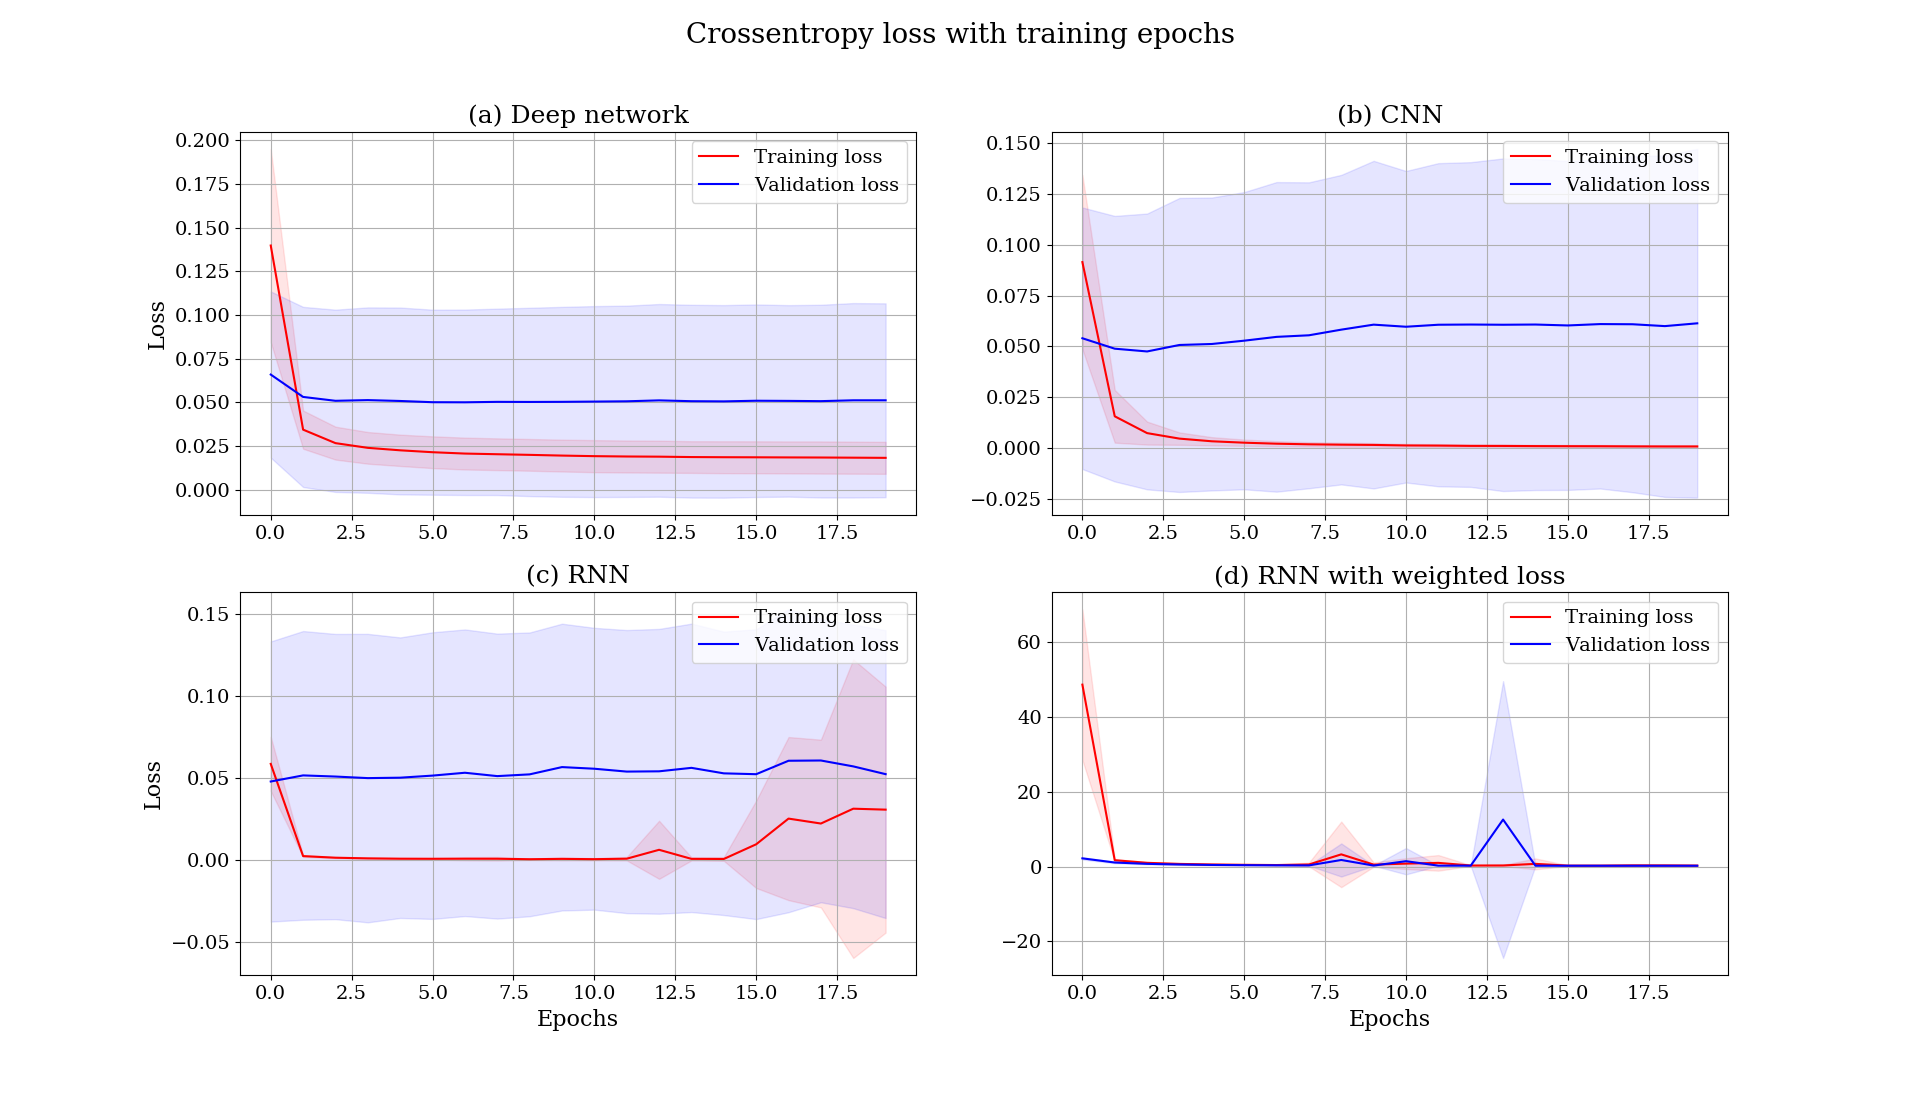 Crossentropy loss with training epochs
(a) Deep network
0.200
0.175
0.150
0.125
0.100
0.075
0.050
0.025
0.000
Loss
Training loss
Validation loss
0.0 2.5 5.0 7.5 10.0 12.5 15.0 17.5
(b) CNN
0.150
0.125
0.100
0.075
0.050
0.025
0.000
−0.025
Training loss
Validation loss
0.0 2.5 5.0 7.5 10.0 12.5 15.0 17.5
(c) RNN
0.15
0.10
0.05
0.00
−0.05
Loss
Training loss
Validation loss
0.0 2.5 5.0 7.5 10.0 12.5 15.0 17.5
Epochs
(d) RNN with weighted loss
60
40
20
0
−20
Training loss
Validation loss
0.0 2.5 5.0 7.5 10.0 12.5 15.0 17.5
Epochs